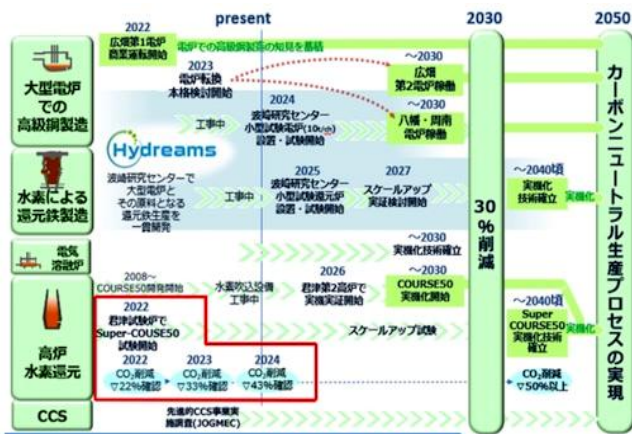 present
2030
2050
大型電炉
での
高級鋼製造
2022
広畑第1電炉
商業運転開始
電炉での高級鋼製造の知見を蓄積
2023
電炉転換
本格検討開始
～2030
広畑
第2電炉稼働
2024
工事中
波崎研究センター
小型試験電炉(10t/ch)
設置・試験開始
～2030
八幡・周南
電炉稼働
Hydreams
水素による
還元鉄製造
波崎研究センターで
大型電炉と
その原料となる
還元鉄生産を
一貫開発
工事中
2025
波崎研究センター
小型試験還元炉
設置・試験開始
2027
スケールアップ
実証検討開始
～2040頃
実機化
技術確立
実機化
電気
溶融炉
～2030
実機化技術確立
高炉
水素還元
2008～
COURSE50開発開始
水素吹込設備
工事中
2026
君津第2高炉で
実機実証開始
～2030
COURSE50
実機化開始
2022
君津試験炉で
Super-COUSE50
試験開始
スケールアップ試験
～2040頃
Super
COURSE50
実機化技術
確立
実機化
2022
CO₂削減
▽22%確認
2023
CO₂削減
▽33%確認
2024
CO₂削減
▽43%確認
CO₂削減
▽50%以上
CCS
先進的CCS事業実
施調査(JOGMEC)
30%削減
カーボンニュートラル生産プロセスの実現